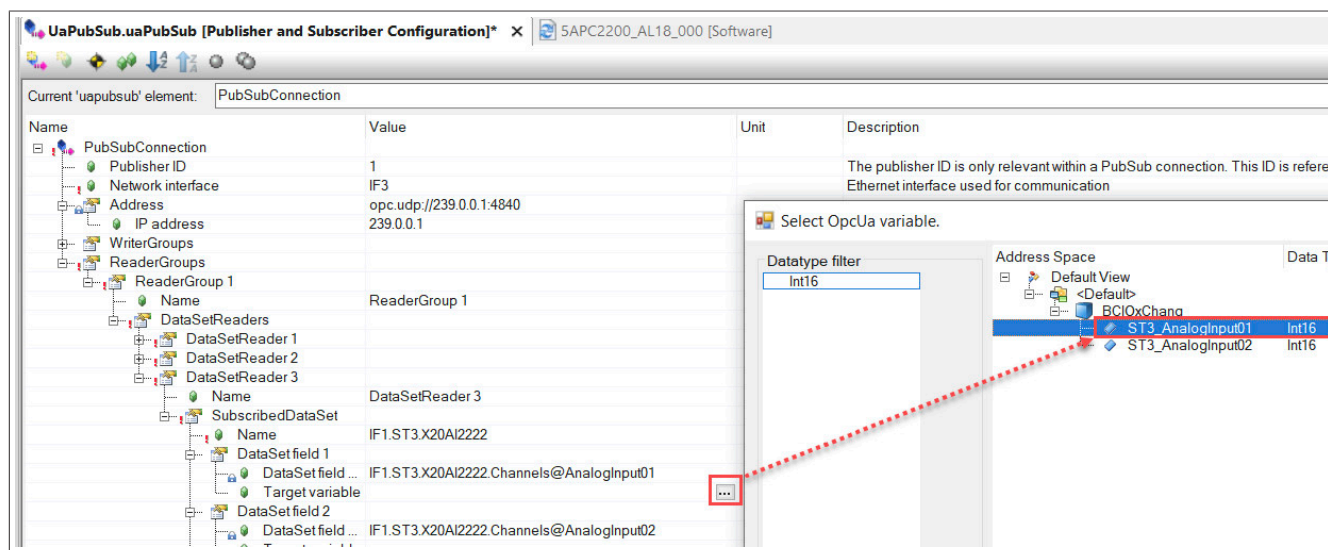 UaPubSub.uaPubSub [Publisher and Subscriber Configuration]* X 5APC2200_AL18_000 [Software]
Current 'uapubsub' element: PubSubConnection
Name Value Unit Description
PubSubConnection
Publisher ID 1 The publisher ID is only relevant within a PubSub connection. This ID is refere
Network interface IF3 Ethernet interface used for communication
Address opc.udp://239.0.0.1:4840
IP address 239.0.0.1
WriterGroups
ReaderGroups
ReaderGroup 1
Name ReaderGroup 1
DataSetReaders
DataSetReader 1
DataSetReader 2
DataSetReader 3
Name DataSetReader 3
SubscribedDataSet
Name IF1.ST3.X20AI2222
DataSet field 1
DataSet field ... IF1.ST3.X20AI2222.Channels@AnalogInput01
Target variable ...
DataSet field 2
DataSet field ... IF1.ST3.X20AI2222.Channels@AnalogInput02
Select OpcUa variable.
Datatype filter
Int16
Address Space Data T
Default View
<Default>
BCIOxChang
ST3_AnalogInput01 Int16
ST3_AnalogInput02 Int16